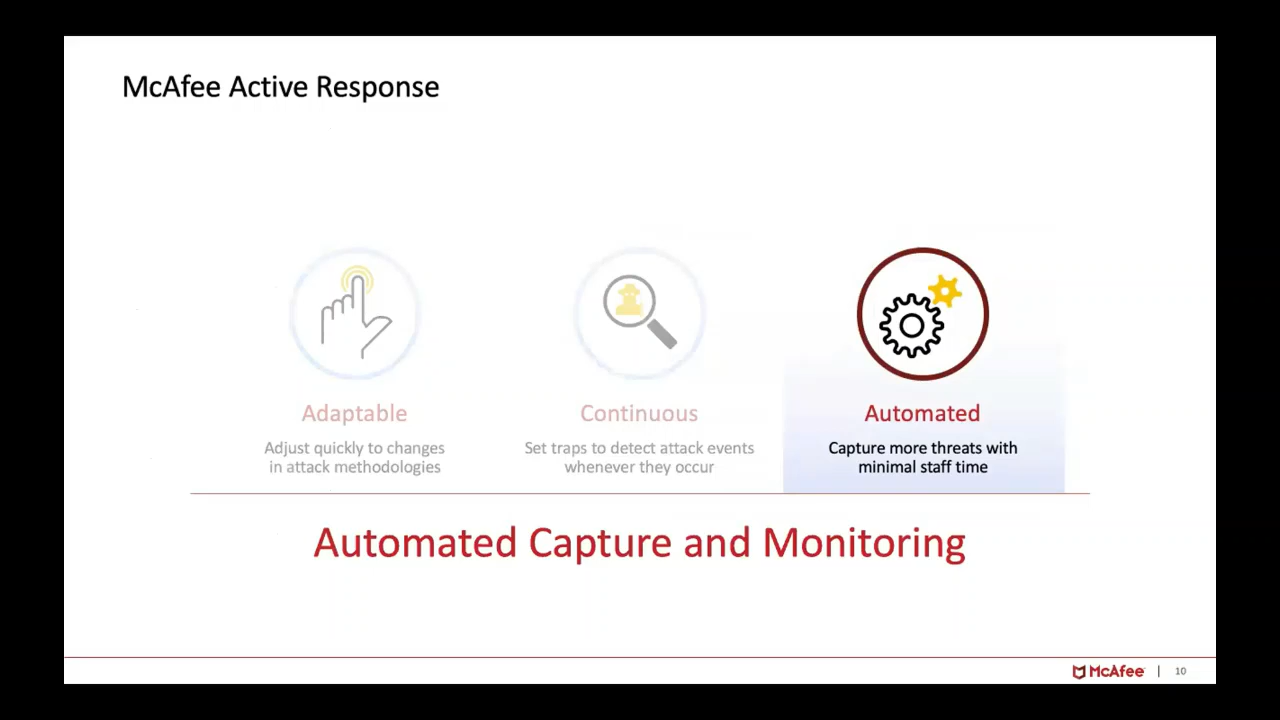 McAfee Active Response
Adaptable
Adjust quickly to changes
in attack methodologies
Continuous
Set traps to detect attack events
whenever they occur
Automated
Capture more threats with
minimal staff time
Automated Capture and Monitoring
McAfee | 10